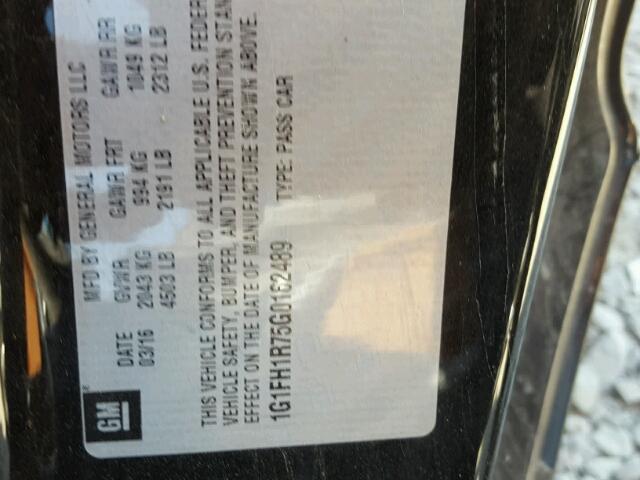 MFD BY GENERAL MOTORS LLC
DATE GVWR GAWR FRT GAWR RR
03/16 2043 KG 994 KG 1049 KG
4503 LB 2191 LB 2312 LB
THIS VEHICLE CONFORMS TO ALL APPLICABLE U.S. FEDER
VEHICLE SAFETY, BUMPER, AND THEFT PREVENTION STAN
EFFECT ON THE DATE OF MANUFACTURE SHOWN ABOVE.
1G1FH1R75G0162489 TYPE: PASS CAR
GM